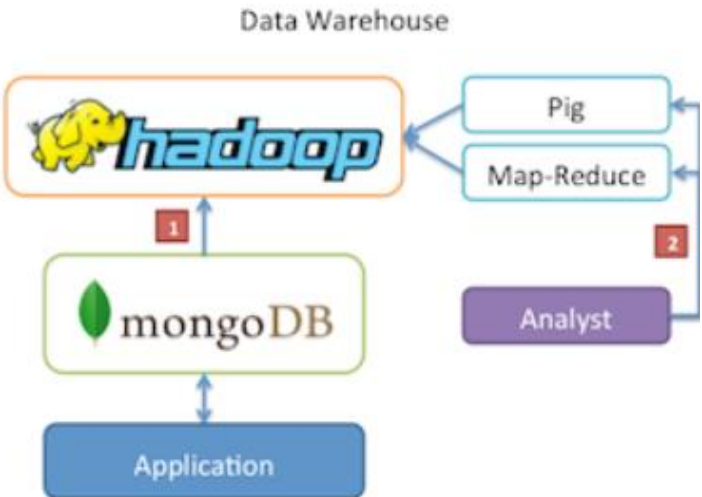 Data Warehouse
hadoop
Pig
Map-Reduce
1
2
mongoDB
Analyst
Application